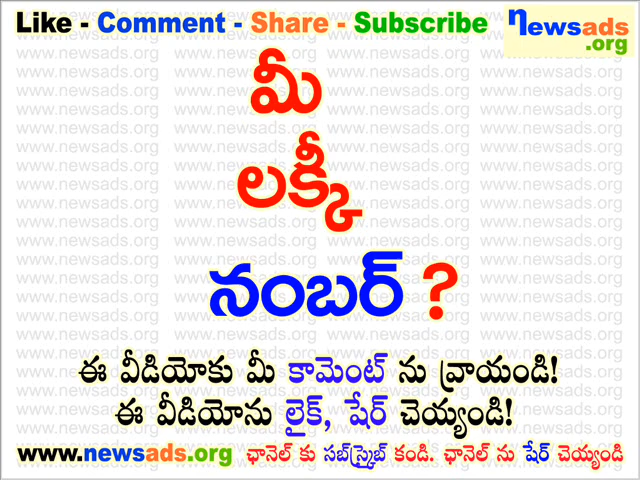 Like - Comment - Share - Subscribe
newsads
.org
మీ
లక్కీ
నంబర్ ?
ఈ వీడియోకు మీ కామెంట్ ను వ్రాయండి!
ఈ వీడియోను లైక్, షేర్ చెయ్యండి!
www.newsads.org ఛానెల్ కు సబ్‌స్క్రైబ్ కండి. ఛానెల్ ను షేర్ చెయ్యండి